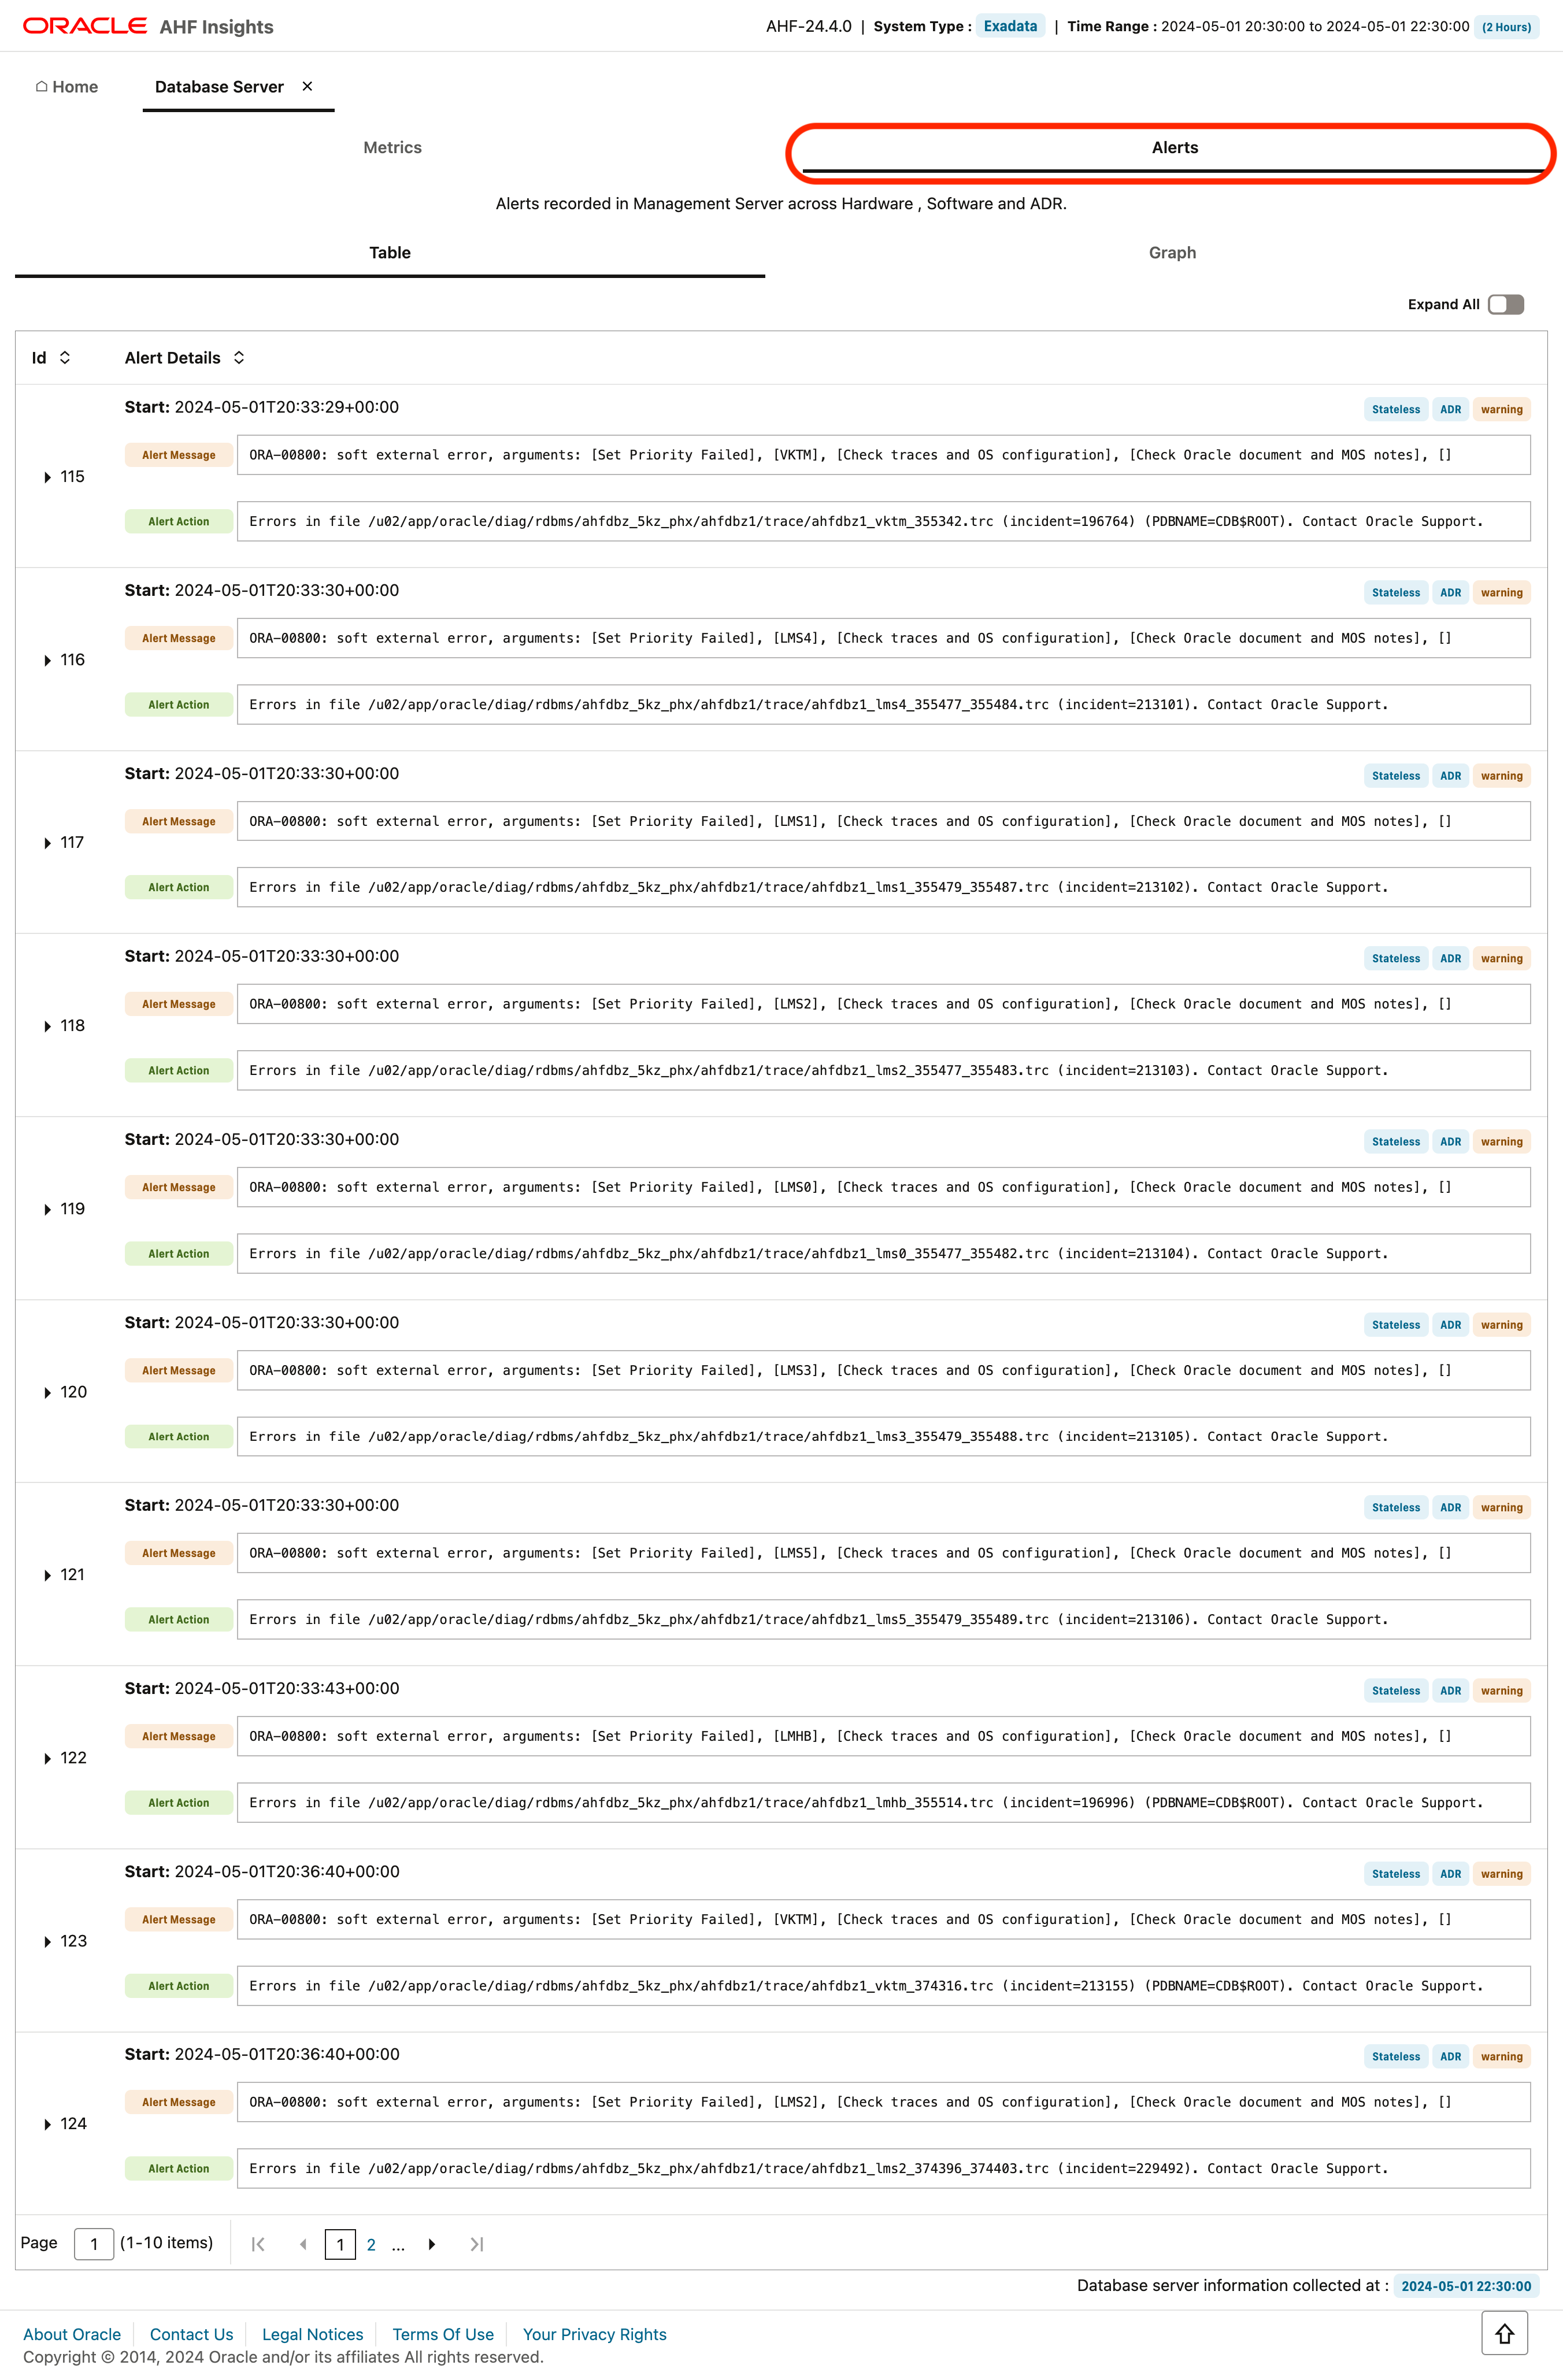 ORACLE AHF Insights AHF-24.4.0 | System Type : Exadata | Time Range : 2024-05-01 20:30:00 to 2024-05-01 22:30:00 (2 Hours)
Home Database Server ×
Metrics Alerts
Alerts recorded in Management Server across Hardware , Software and ADR.
Table Graph
Expand All
Id Alert Details
Start: 2024-05-01T20:33:29+00:00 Stateless ADR warning
Alert Message ORA-00800: soft external error, arguments: [Set Priority Failed], [VKTM], [Check traces and OS configuration], [Check Oracle document and MOS notes], []
115
Alert Action Errors in file /u02/app/oracle/diag/rdbms/ahfdbz_5kz_phx/ahfdbz1/trace/ahfdbz1_vktm_355342.trc (incident=196764) (PDBNAME=CDB$ROOT). Contact Oracle Support.
Start: 2024-05-01T20:33:30+00:00 Stateless ADR warning
Alert Message ORA-00800: soft external error, arguments: [Set Priority Failed], [LMS4], [Check traces and OS configuration], [Check Oracle document and MOS notes], []
116
Alert Action Errors in file /u02/app/oracle/diag/rdbms/ahfdbz_5kz_phx/ahfdbz1/trace/ahfdbz1_lms4_355477_355484.trc (incident=213101). Contact Oracle Support.
Start: 2024-05-01T20:33:30+00:00 Stateless ADR warning
Alert Message ORA-00800: soft external error, arguments: [Set Priority Failed], [LMS1], [Check traces and OS configuration], [Check Oracle document and MOS notes], []
117
Alert Action Errors in file /u02/app/oracle/diag/rdbms/ahfdbz_5kz_phx/ahfdbz1/trace/ahfdbz1_lms1_355479_355487.trc (incident=213102). Contact Oracle Support.
Start: 2024-05-01T20:33:30+00:00 Stateless ADR warning
Alert Message ORA-00800: soft external error, arguments: [Set Priority Failed], [LMS2], [Check traces and OS configuration], [Check Oracle document and MOS notes], []
118
Alert Action Errors in file /u02/app/oracle/diag/rdbms/ahfdbz_5kz_phx/ahfdbz1/trace/ahfdbz1_lms2_355477_355483.trc (incident=213103). Contact Oracle Support.
Start: 2024-05-01T20:33:30+00:00 Stateless ADR warning
Alert Message ORA-00800: soft external error, arguments: [Set Priority Failed], [LMS0], [Check traces and OS configuration], [Check Oracle document and MOS notes], []
119
Alert Action Errors in file /u02/app/oracle/diag/rdbms/ahfdbz_5kz_phx/ahfdbz1/trace/ahfdbz1_lms0_355477_355482.trc (incident=213104). Contact Oracle Support.
Start: 2024-05-01T20:33:30+00:00 Stateless ADR warning
Alert Message ORA-00800: soft external error, arguments: [Set Priority Failed], [LMS3], [Check traces and OS configuration], [Check Oracle document and MOS notes], []
120
Alert Action Errors in file /u02/app/oracle/diag/rdbms/ahfdbz_5kz_phx/ahfdbz1/trace/ahfdbz1_lms3_355479_355488.trc (incident=213105). Contact Oracle Support.
Start: 2024-05-01T20:33:30+00:00 Stateless ADR warning
Alert Message ORA-00800: soft external error, arguments: [Set Priority Failed], [LMS5], [Check traces and OS configuration], [Check Oracle document and MOS notes], []
121
Alert Action Errors in file /u02/app/oracle/diag/rdbms/ahfdbz_5kz_phx/ahfdbz1/trace/ahfdbz1_lms5_355479_355489.trc (incident=213106). Contact Oracle Support.
Start: 2024-05-01T20:33:43+00:00 Stateless ADR warning
Alert Message ORA-00800: soft external error, arguments: [Set Priority Failed], [LMHB], [Check traces and OS configuration], [Check Oracle document and MOS notes], []
122
Alert Action Errors in file /u02/app/oracle/diag/rdbms/ahfdbz_5kz_phx/ahfdbz1/trace/ahfdbz1_lmhb_355514.trc (incident=196996) (PDBNAME=CDB$ROOT). Contact Oracle Support.
Start: 2024-05-01T20:36:40+00:00 Stateless ADR warning
Alert Message ORA-00800: soft external error, arguments: [Set Priority Failed], [VKTM], [Check traces and OS configuration], [Check Oracle document and MOS notes], []
123
Alert Action Errors in file /u02/app/oracle/diag/rdbms/ahfdbz_5kz_phx/ahfdbz1/trace/ahfdbz1_vktm_374316.trc (incident=213155) (PDBNAME=CDB$ROOT). Contact Oracle Support.
Start: 2024-05-01T20:36:40+00:00 Stateless ADR warning
Alert Message ORA-00800: soft external error, arguments: [Set Priority Failed], [LMS2], [Check traces and OS configuration], [Check Oracle document and MOS notes], []
124
Alert Action Errors in file /u02/app/oracle/diag/rdbms/ahfdbz_5kz_phx/ahfdbz1/trace/ahfdbz1_lms2_374396_374403.trc (incident=229492). Contact Oracle Support.
Page 1 (1-10 items) 1 2 ...
Database server information collected at : 2024-05-01 22:30:00
About Oracle Contact Us Legal Notices Terms Of Use Your Privacy Rights
Copyright © 2014, 2024 Oracle and/or its affiliates All rights reserved.